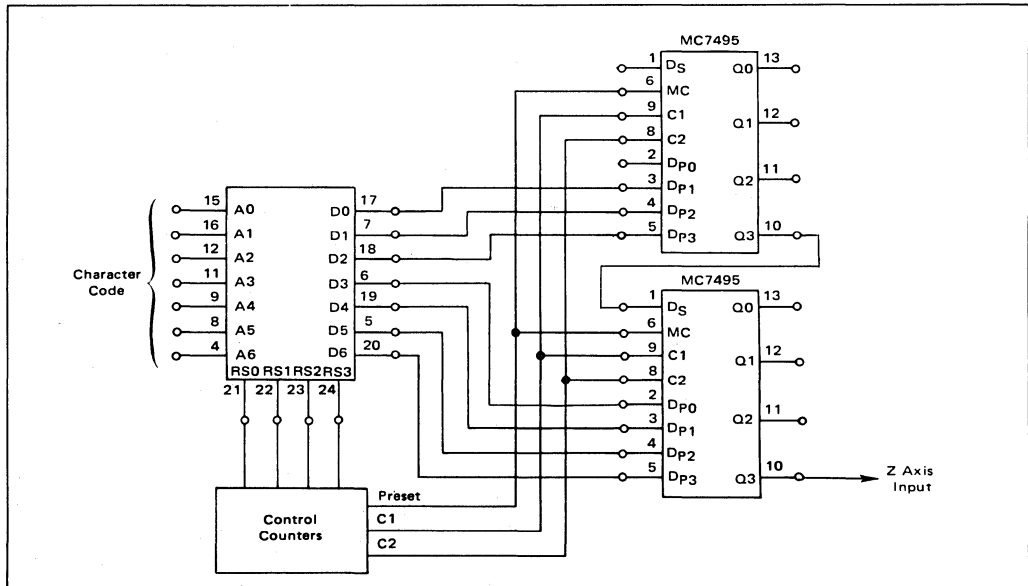 MC7495
1 DS Q0 13
6 MC
9 C1
Q1 12
8 C2
2 DP0
Q2 11
3 DP1
4 DP2
5 DP3 Q3 10
Character
Code
15 A0 D0 17
16 A1 D1 7
12 A2 D2 18
11 A3 D3 6
9 A4 D4 19
8 A5 D5 5
4 A6 D6 20
RS0 RS1 RS2 RS3
21 22 23 24
MC7495
1 DS Q0 13
6 MC
9 C1
Q1 12
8 C2
2 DP0
3 DP1 Q2 11
4 DP2
5 DP3 Q3 10
Z Axis
Input
Control
Counters
Preset
C1
C2